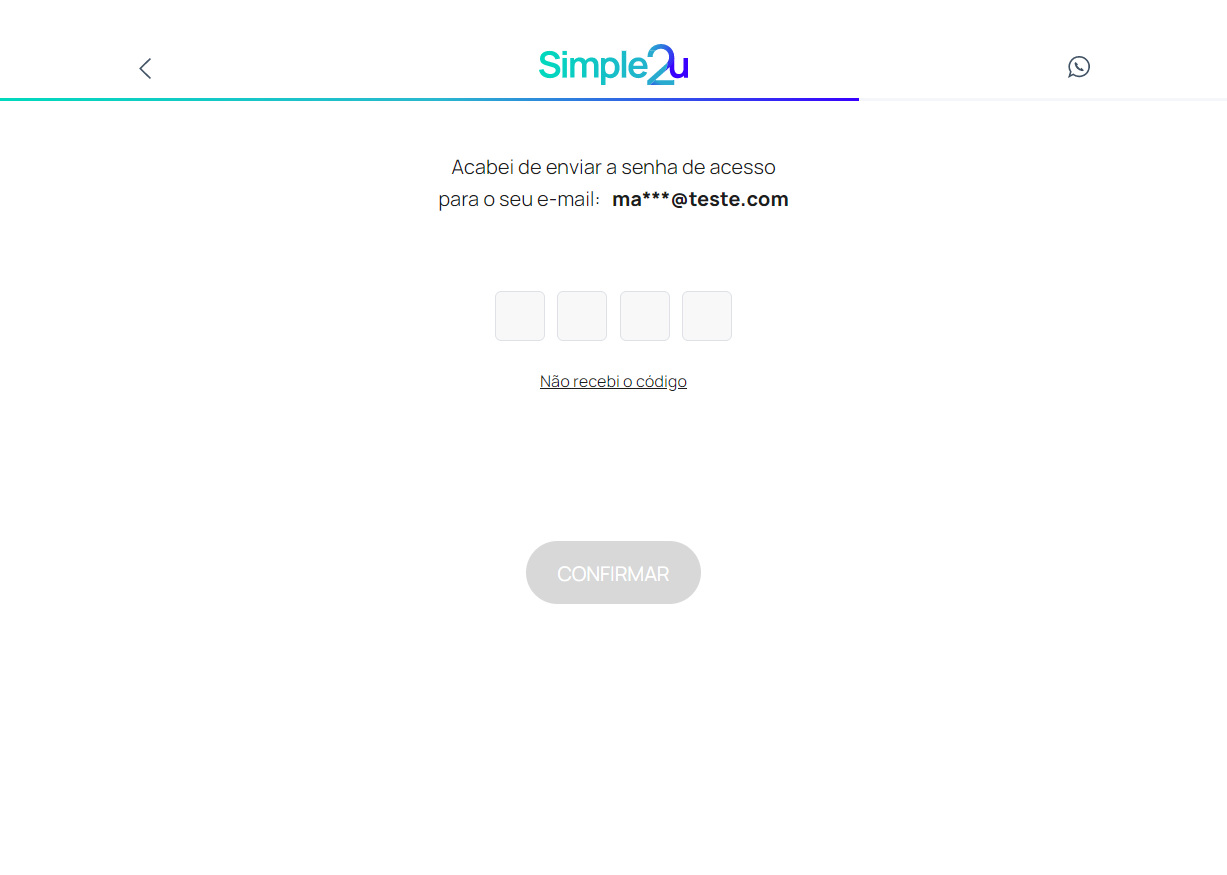 Simple2u
Acabei de enviar a senha de acesso
para o seu e-mail: ma***@teste.com
Não recebi o código
CONFIRMAR